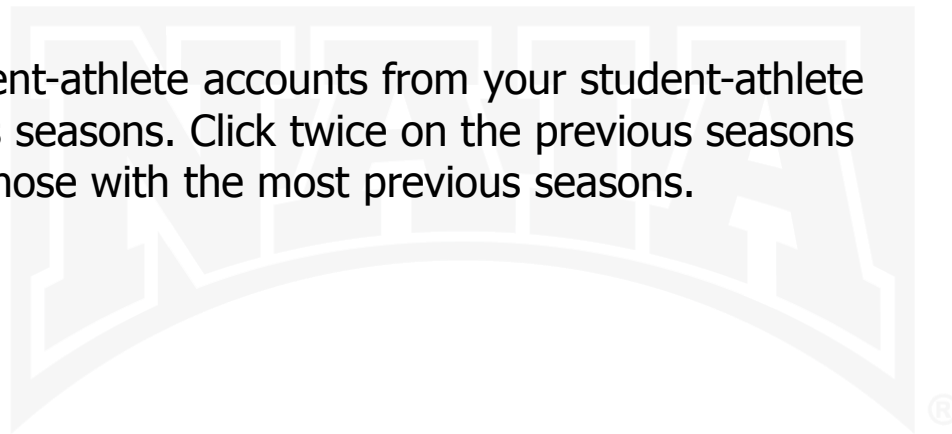 ent-athlete accounts from your student-athlete
s seasons. Click twice on the previous seasons
hose with the most previous seasons.
NAIA
®